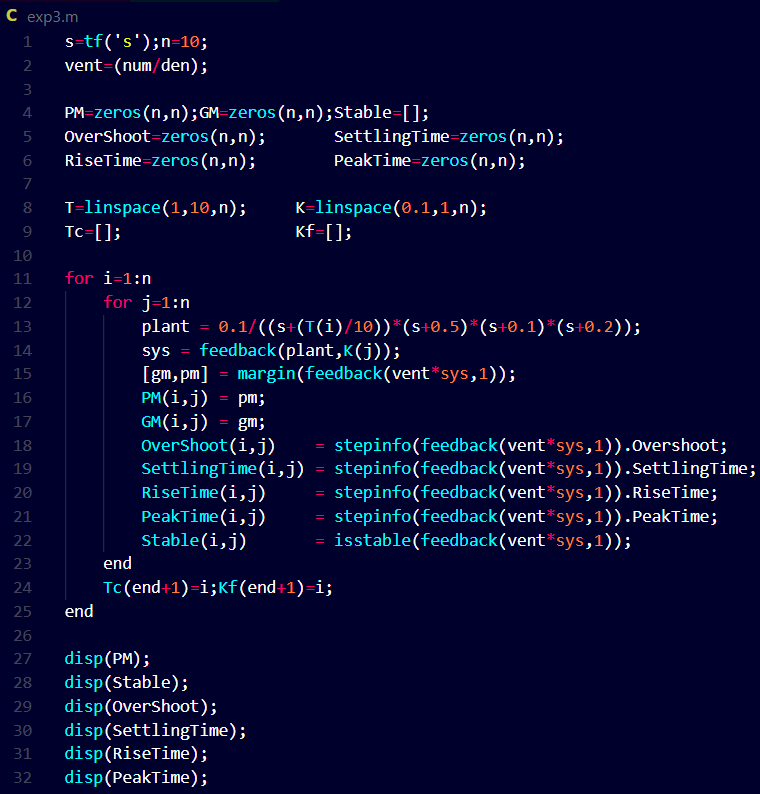 C exp3.m
1 s=tf('s');n=10;
2 vent=(num/den);
3
4 PM=zeros(n,n);GM=zeros(n,n);Stable=[];
5 OverShoot=zeros(n,n);       SettlingTime=zeros(n,n);
6 RiseTime=zeros(n,n);        PeakTime=zeros(n,n);
7
8 T=linspace(1,10,n);     K=linspace(0.1,1,n);
9 Tc=[];                  Kf=[];
10
11 for i=1:n
12     for j=1:n
13         plant = 0.1/((s+(T(i)/10))*(s+0.5)*(s+0.1)*(s+0.2));
14         sys = feedback(plant,K(j));
15         [gm,pm] = margin(feedback(vent*sys,1));
16         PM(i,j) = pm;
17         GM(i,j) = gm;
18         OverShoot(i,j)    = stepinfo(feedback(vent*sys,1)).Overshoot;
19         SettlingTime(i,j) = stepinfo(feedback(vent*sys,1)).SettlingTime;
20         RiseTime(i,j)     = stepinfo(feedback(vent*sys,1)).RiseTime;
21         PeakTime(i,j)     = stepinfo(feedback(vent*sys,1)).PeakTime;
22         Stable(i,j)       = isstable(feedback(vent*sys,1));
23     end
24     Tc(end+1)=i;Kf(end+1)=i;
25 end
26
27 disp(PM);
28 disp(Stable);
29 disp(OverShoot);
30 disp(SettlingTime);
31 disp(RiseTime);
32 disp(PeakTime);